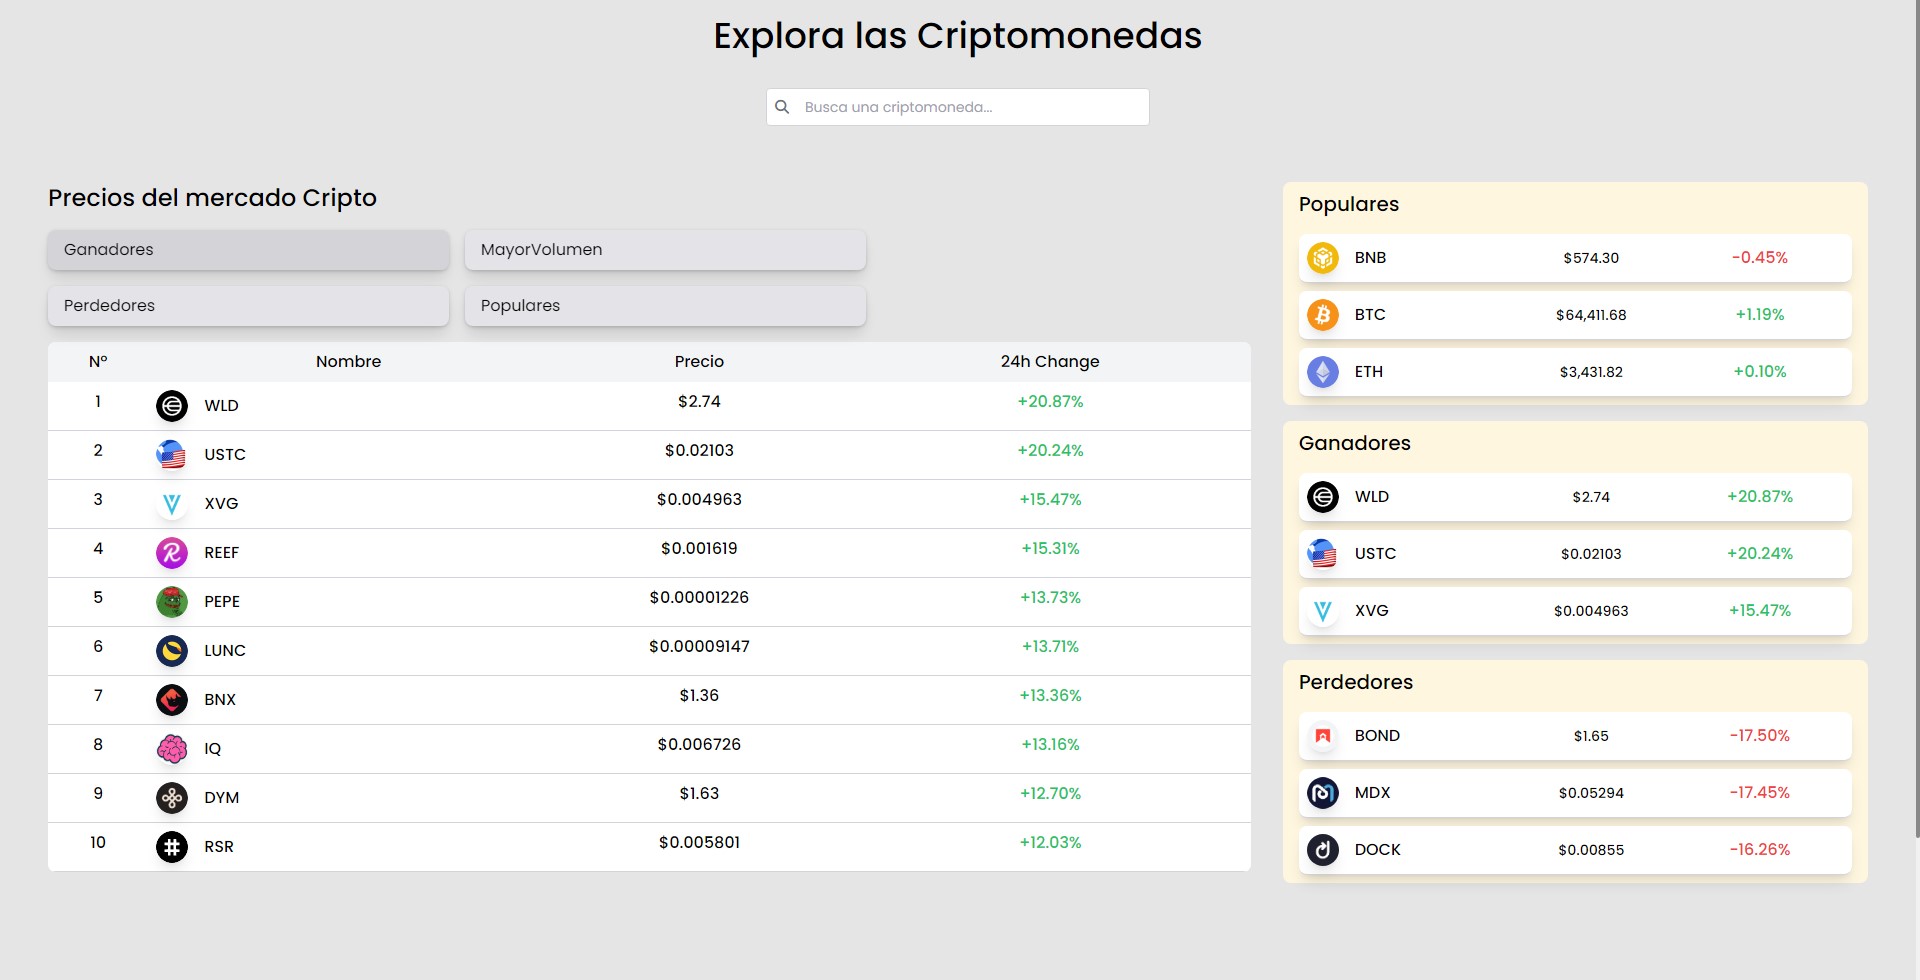 Explora las Criptomonedas
Busca una criptomoneda...
Precios del mercado Cripto
Ganadores
MayorVolumen
Perdedores
Populares
Nº Nombre Precio 24h Change
1 WLD $2.74 +20.87%
2 USTC $0.02103 +20.24%
3 XVG $0.004963 +15.47%
4 REEF $0.001619 +15.31%
5 PEPE $0.00001226 +13.73%
6 LUNC $0.00009147 +13.71%
7 BNX $1.36 +13.36%
8 IQ $0.006726 +13.16%
9 DYM $1.63 +12.70%
10 RSR $0.005801 +12.03%
Populares
BNB $574.30 -0.45%
BTC $64,411.68 +1.19%
ETH $3,431.82 +0.10%
Ganadores
WLD $2.74 +20.87%
USTC $0.02103 +20.24%
XVG $0.004963 +15.47%
Perdedores
BOND $1.65 -17.50%
MDX $0.05294 -17.45%
DOCK $0.00855 -16.26%